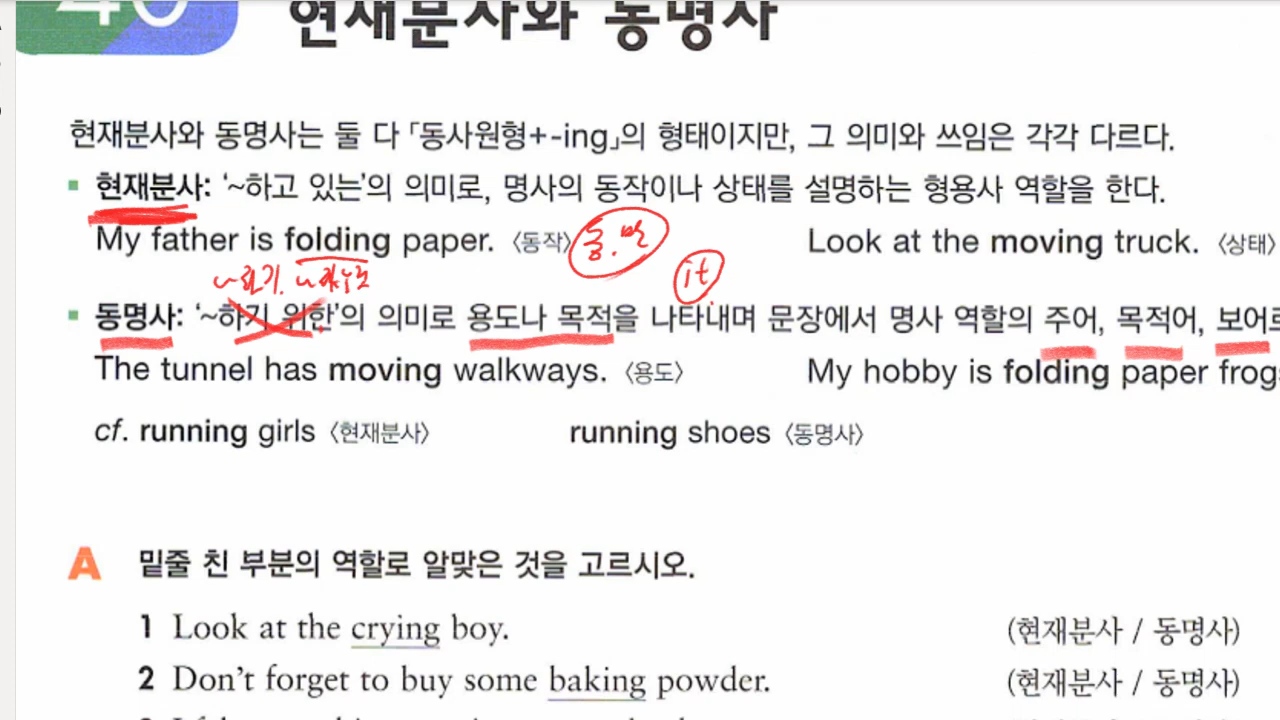 현재분사와 동명사
현재분사와 동명사는 둘 다 「동사원형+-ing」의 형태이지만, 그 의미와 쓰임은 각각 다르다.
현재분사: '~하고 있는'의 의미로, 명사의 동작이나 상태를 설명하는 형용사 역할을 한다.
My father is folding paper. 〈동작〉 Look at the moving truck. 〈상태〉
it
동명사: '~하기 위한'의 의미로 용도나 목적을 나타내며 문장에서 명사 역할의 주어, 목적어, 보어
The tunnel has moving walkways. 〈용도〉 My hobby is folding paper frog
cf. running girls 〈현재분사〉 running shoes 〈동명사〉
A 밑줄 친 부분의 역할로 알맞은 것을 고르시오.
1 Look at the crying boy. (현재분사 / 동명사)
2 Don't forget to buy some baking powder. (현재분사 / 동명사)